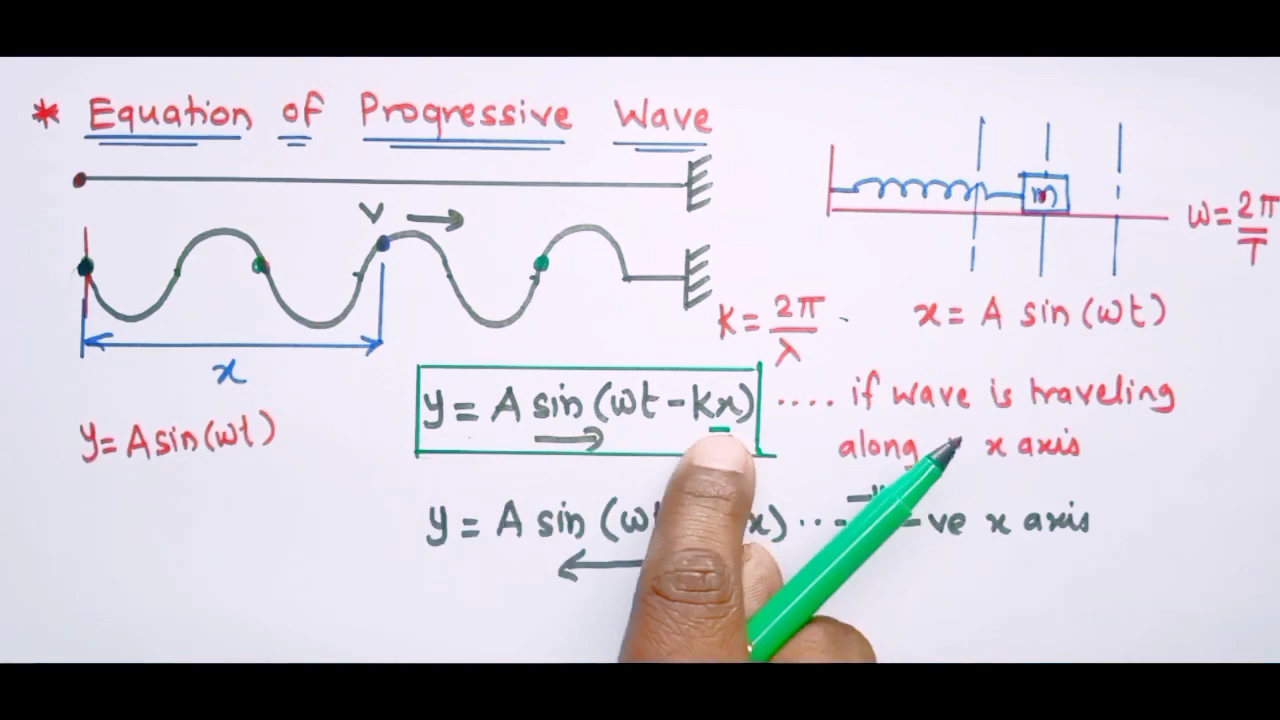 * Equation of Progressive Wave
V
m
ω = 2π/T
K = 2π/λ
x = A sin(ωt)
x
y = A sin(ωt - kx) .... if wave is traveling
along x axis
y = A sin(ωt)
y = A sin (ω x) ... -ve x axis